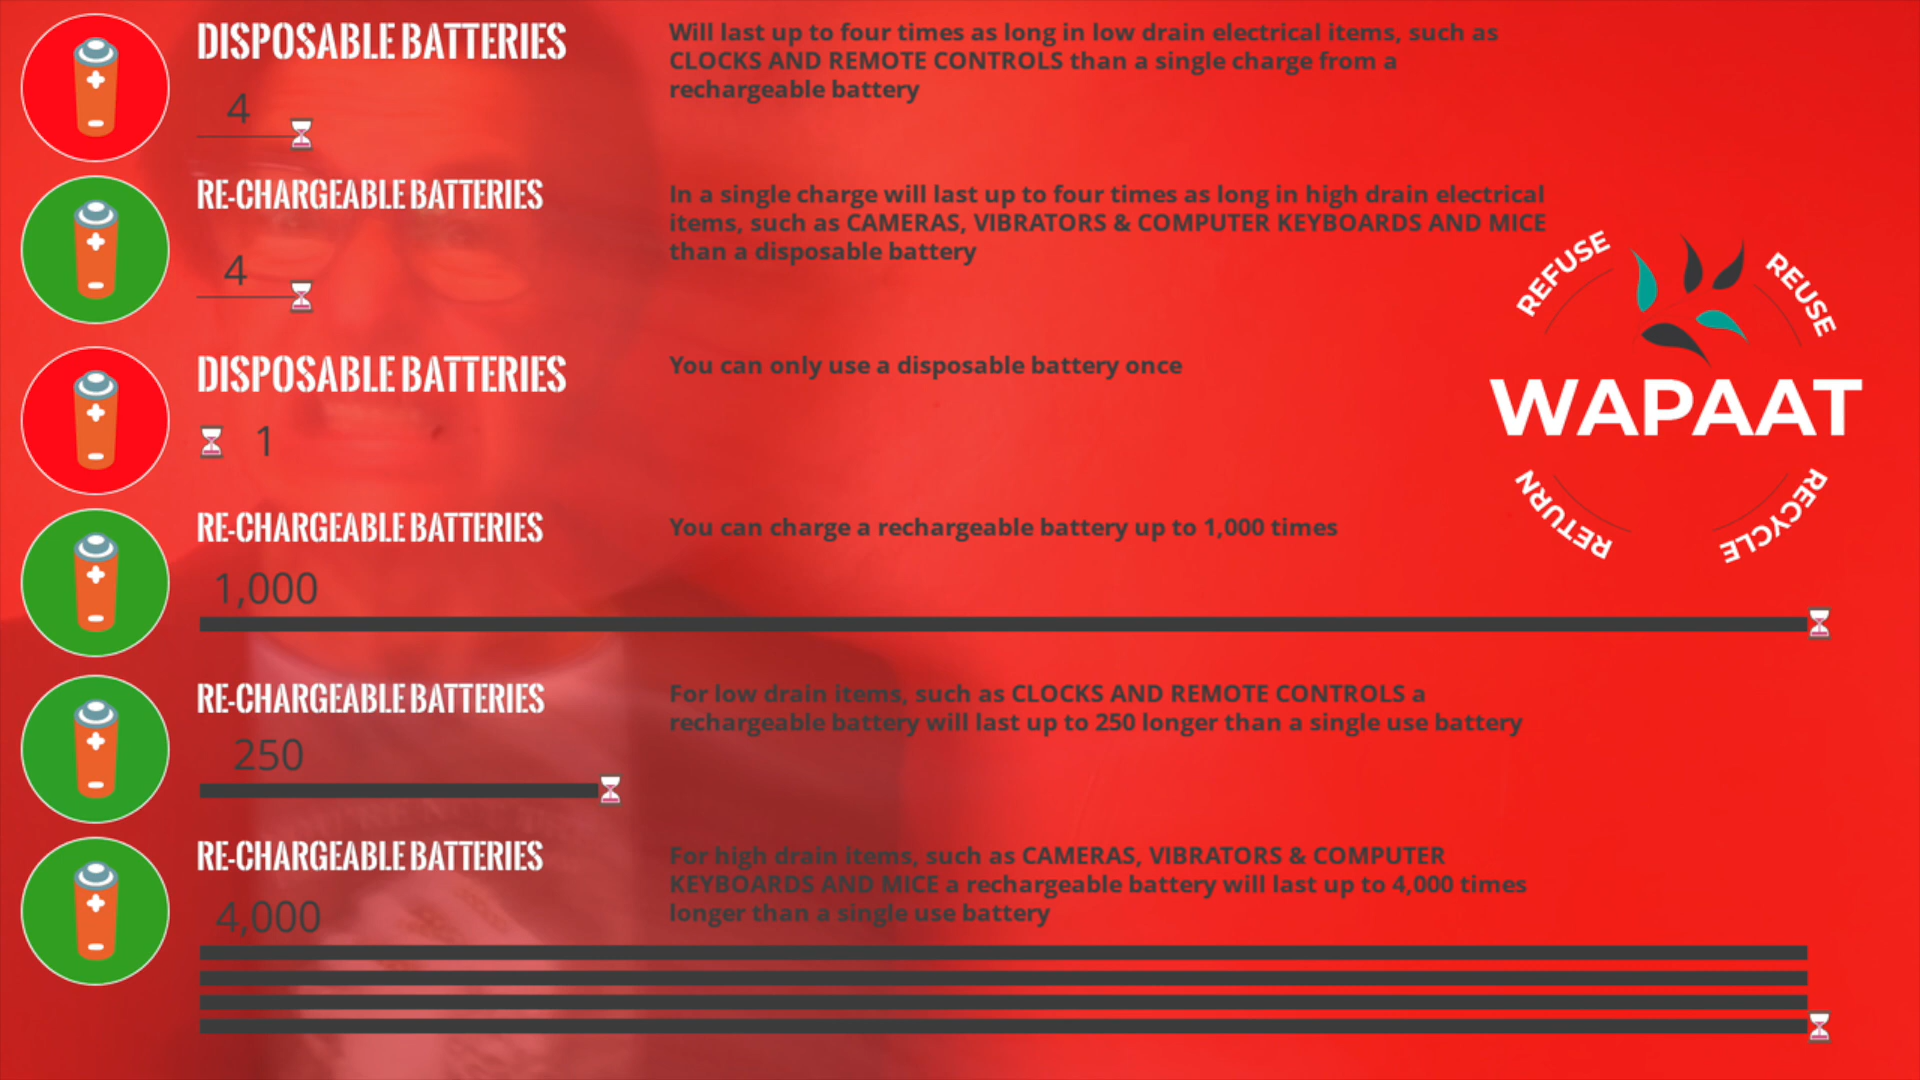 DISPOSABLE BATTERIES
Will last up to four times as long in low drain electrical items, such as
CLOCKS AND REMOTE CONTROLS than a single charge from a
rechargeable battery
4
RE-CHARGEABLE BATTERIES
In a single charge will last up to four times as long in high drain electrical
items, such as CAMERAS, VIBRATORS & COMPUTER KEYBOARDS AND MICE
than a disposable battery
4
REFUSE
REUSE
WAPAAT
RETURN
RECYCLE
DISPOSABLE BATTERIES
You can only use a disposable battery once
1
RE-CHARGEABLE BATTERIES
You can charge a rechargeable battery up to 1,000 times
1,000
RE-CHARGEABLE BATTERIES
For low drain items, such as CLOCKS AND REMOTE CONTROLS a
rechargeable battery will last up to 250 longer than a single use battery
250
RE-CHARGEABLE BATTERIES
For high drain items, such as CAMERAS, VIBRATORS & COMPUTER
KEYBOARDS AND MICE a rechargeable battery will last up to 4,000 times
longer than a single use battery
4,000